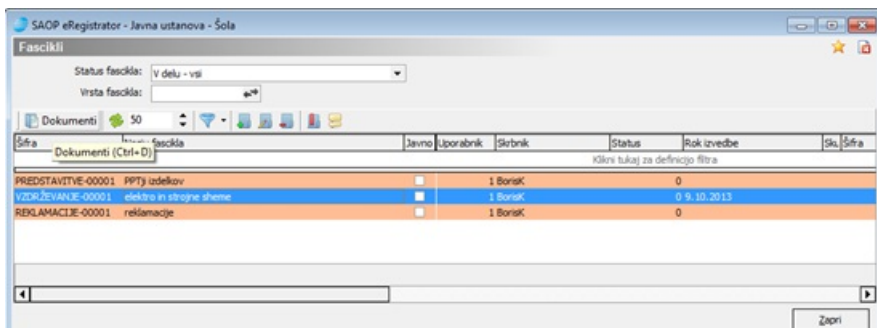 SAOP eRegistrator - Javna ustanova - Šola
Fascikli
Status fascikla: V delu - vsi
Vrsta fascikla:
Dokumenti 50
Šifra fascikla Javno Uporabnik Skrbnik Status Rok izvedbe Šifra
Dokumenti (Ctrl+D)
Klikni tukaj za definicijo filtra
PREDSTAVITVE-00001 PPTji izdelkov 1 BorisK 0
VZDRŽEVANJE-00001 elektro in strojne sheme 1 BorisK 0 9.10.2013
REKLAMACIJE-00001 reklamacije 1 BorisK 0
Zapri